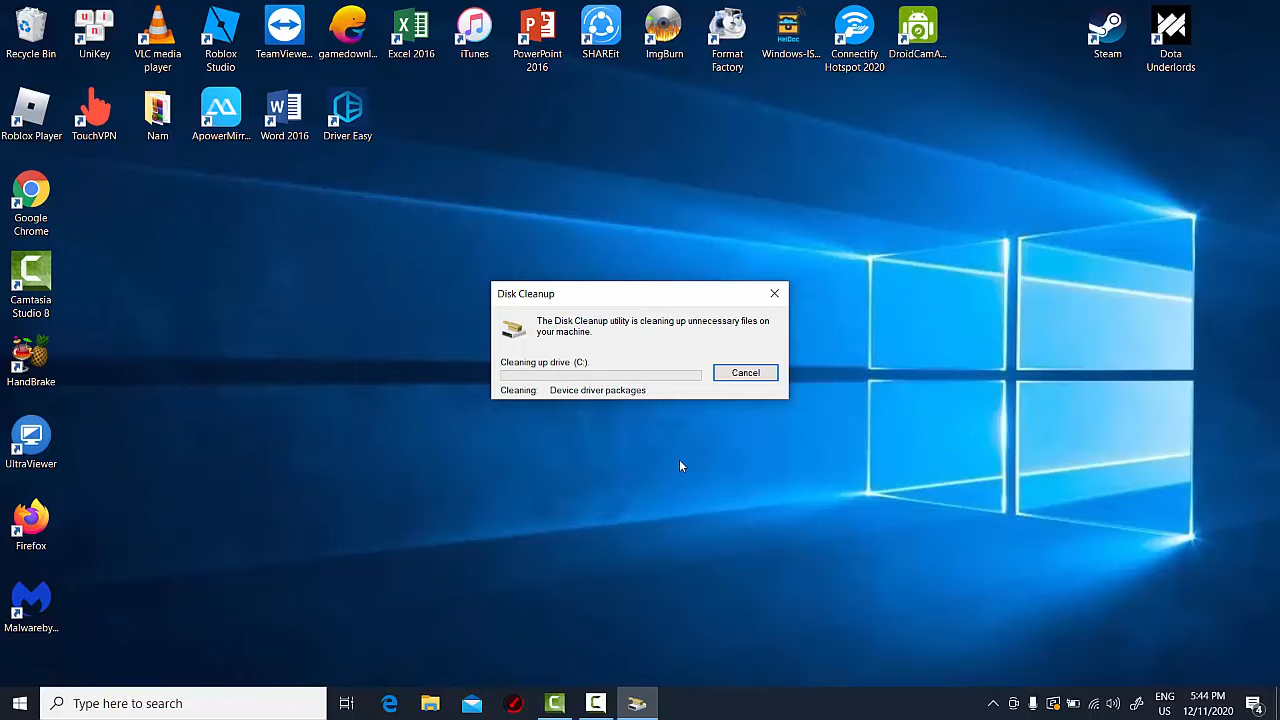 Recycle Bin
UniKey
VLC media
player
Roblox
Studio
TeamViewe...
gamedownl...
Excel 2016
iTunes
PowerPoint
2016
SHAREit
ImgBurn
Format
Factory
Windows-IS...
Connectify
Hotspot 2020
DroidCamA...
Steam
Dota
Underlords
Roblox Player
TouchVPN
Nam
ApowerMirr...
Word 2016
Driver Easy
Google
Chrome
Camtasia
Studio 8
HandBrake
UltraViewer
Firefox
Malwareby...
Disk Cleanup
The Disk Cleanup utility is cleaning up unnecessary files on
your machine.
Cleaning up drive (C:).
Cancel
Cleaning: Device driver packages
Type here to search
ENG
US
5:44 PM
12/11/2020
4